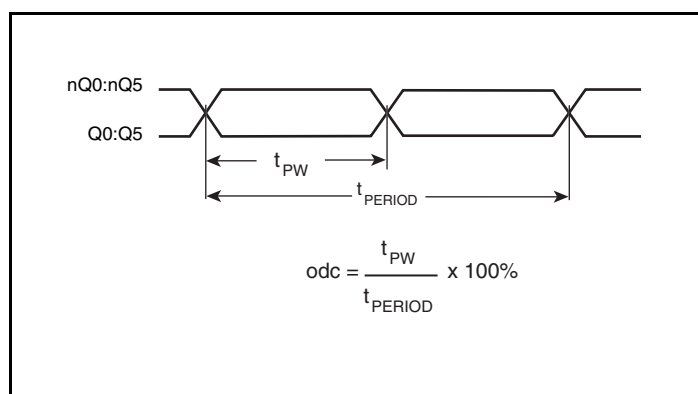 nQ0:nQ5
Q0:Q5
tPW
tPERIOD
odc = tPW / tPERIOD x 100%